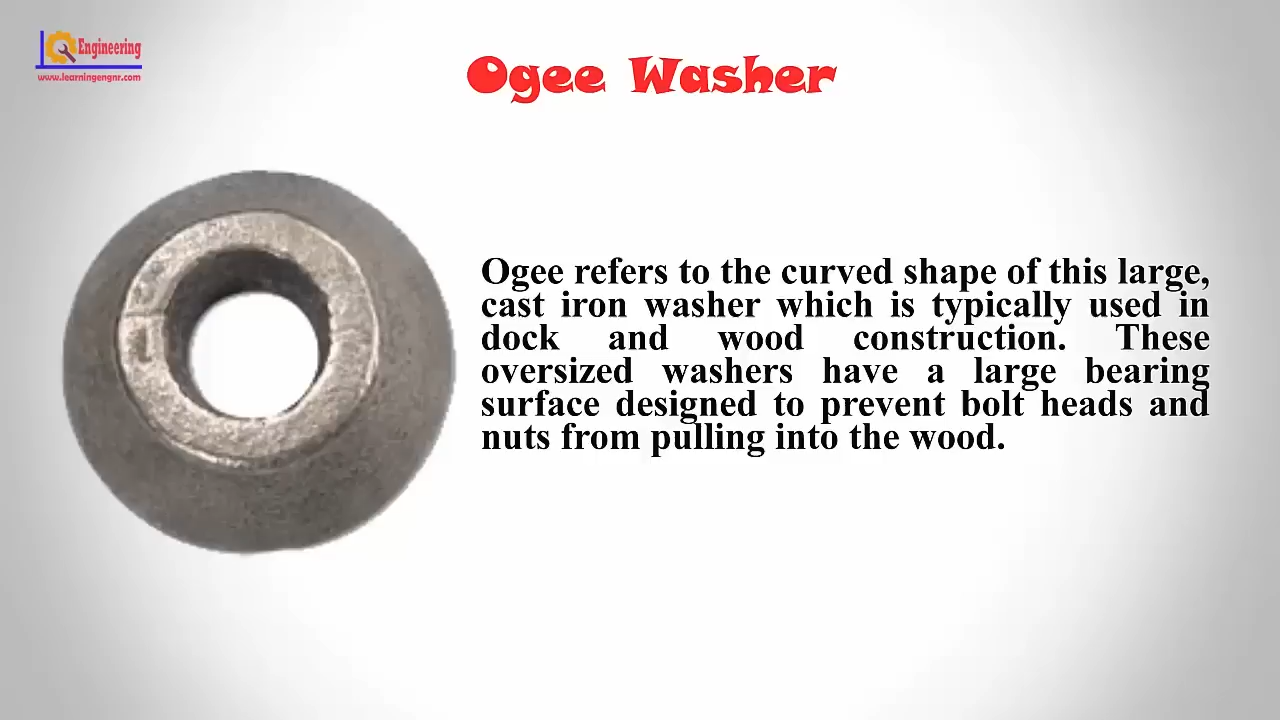 Engineering
www.learningengnr.com
Ogee Washer
Ogee refers to the curved shape of this large,
cast iron washer which is typically used in
dock and wood construction. These
oversized washers have a large bearing
surface designed to prevent bolt heads and
nuts from pulling into the wood.